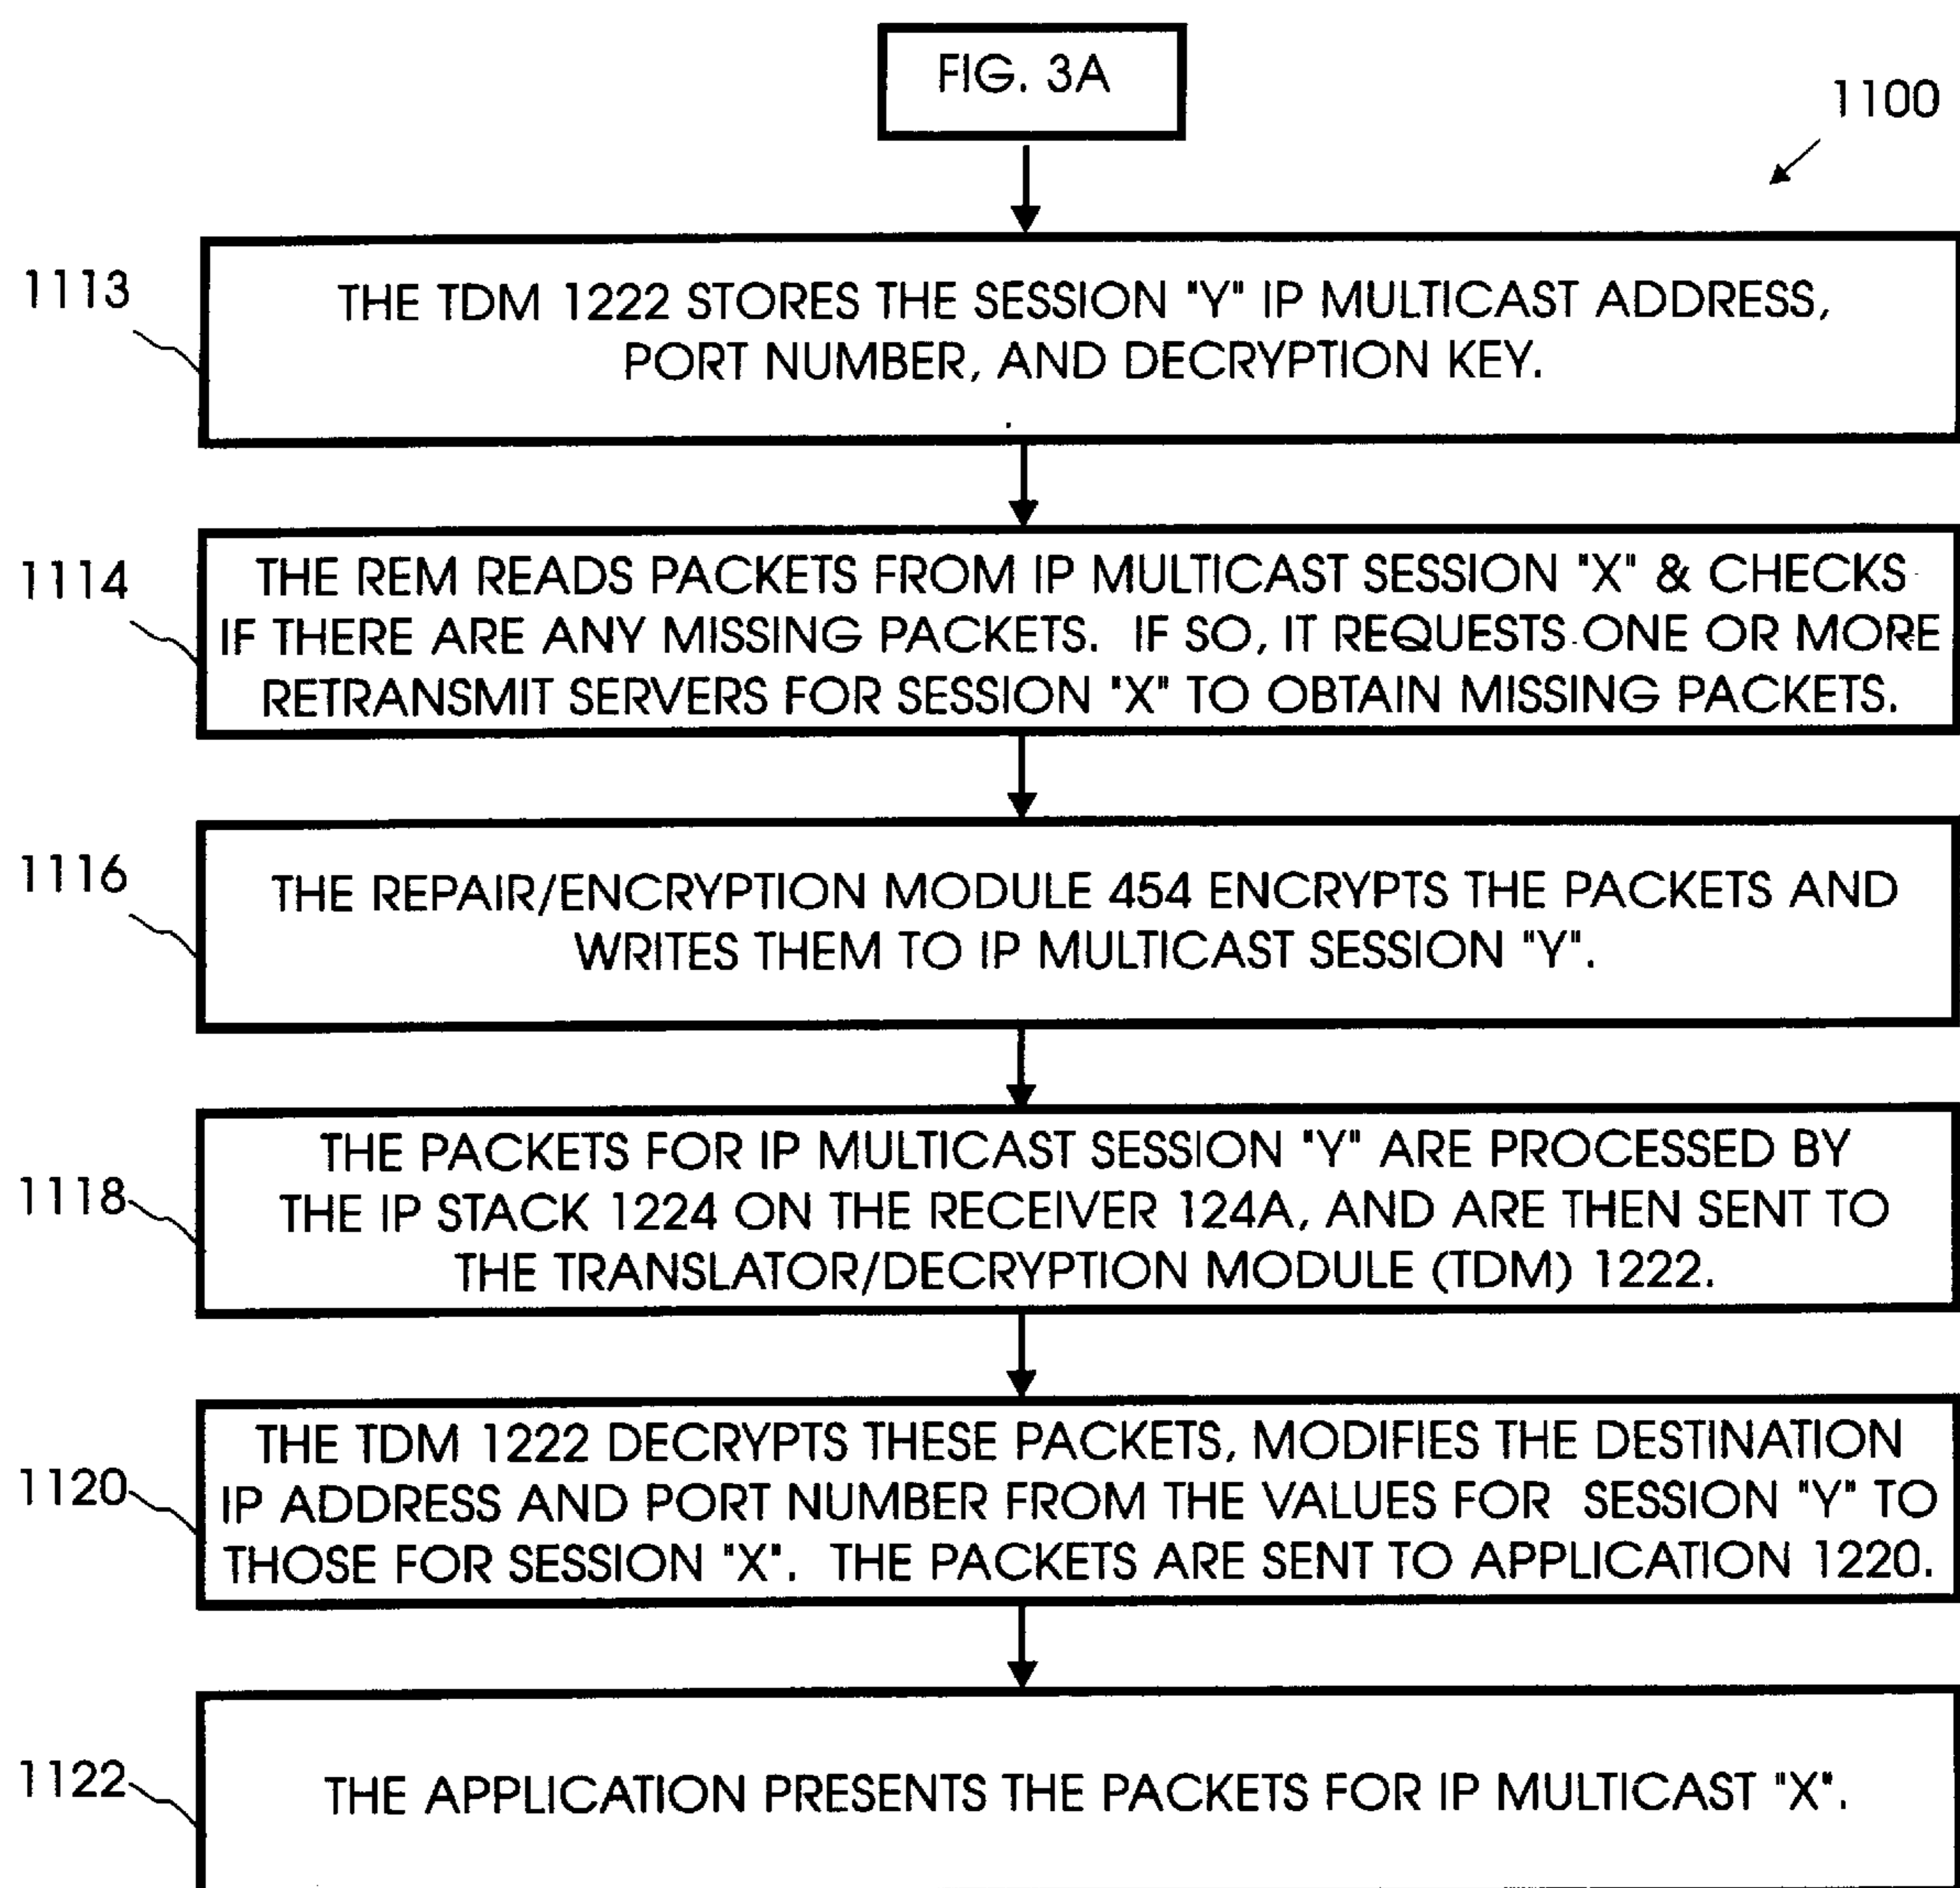 FIG. 3A
1100
1113
THE TDM 1222 STORES THE SESSION "Y" IP MULTICAST ADDRESS,
PORT NUMBER, AND DECRYPTION KEY.
1114
THE REM READS PACKETS FROM IP MULTICAST SESSION "X" & CHECKS
IF THERE ARE ANY MISSING PACKETS. IF SO, IT REQUESTS ONE OR MORE
RETRANSMIT SERVERS FOR SESSION "X" TO OBTAIN MISSING PACKETS.
1116
THE REPAIR/ENCRYPTION MODULE 454 ENCRYPTS THE PACKETS AND
WRITES THEM TO IP MULTICAST SESSION "Y".
1118
THE PACKETS FOR IP MULTICAST SESSION "Y" ARE PROCESSED BY
THE IP STACK 1224 ON THE RECEIVER 124A, AND ARE THEN SENT TO
THE TRANSLATOR/DECRYPTION MODULE (TDM) 1222.
1120
THE TDM 1222 DECRYPTS THESE PACKETS, MODIFIES THE DESTINATION
IP ADDRESS AND PORT NUMBER FROM THE VALUES FOR SESSION "Y" TO
THOSE FOR SESSION "X". THE PACKETS ARE SENT TO APPLICATION 1220.
1122
THE APPLICATION PRESENTS THE PACKETS FOR IP MULTICAST "X".